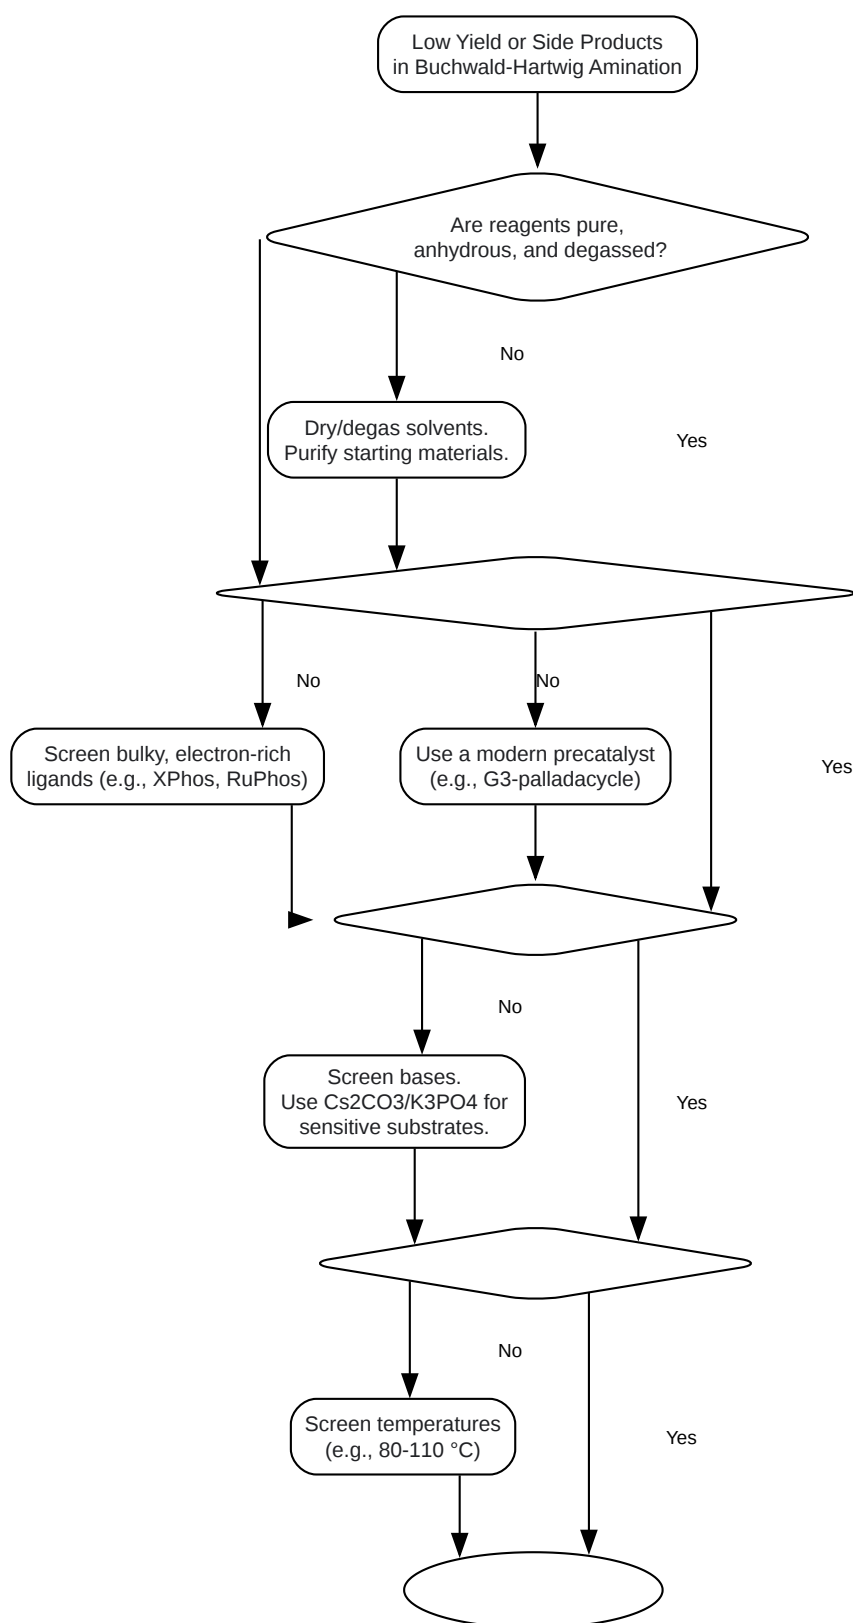 Low Yield or Side Products
in Buchwald-Hartwig Amination
Are reagents pure,
anhydrous, and degassed?
No
Dry/degas solvents.
Purify starting materials.
Yes
No
No
Screen bulky, electron-rich
ligands (e.g., XPhos, RuPhos)
Use a modern precatalyst
(e.g., G3-palladacycle)
Yes
No
Screen bases.
Use Cs2CO3/K3PO4 for
sensitive substrates.
Yes
No
Screen temperatures
(e.g., 80-110 °C)
Yes